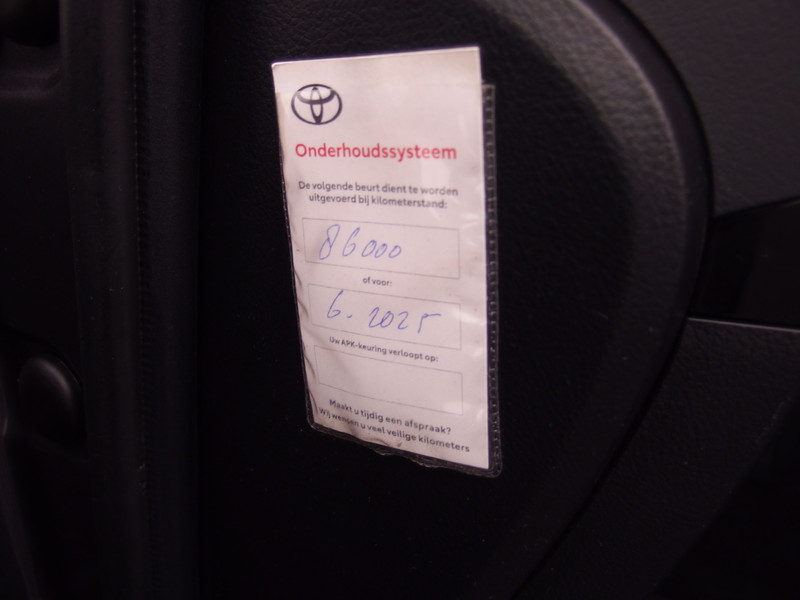 Onderhoudssysteem
De volgende beurt dient te worden
uitgevoerd bij kilometerstand:
86000
of voor:
6. 2025
Uw APK-keuring verloopt op:
Maakt u tijdig een afspraak?
Wij wensen u veel veilige kilometers